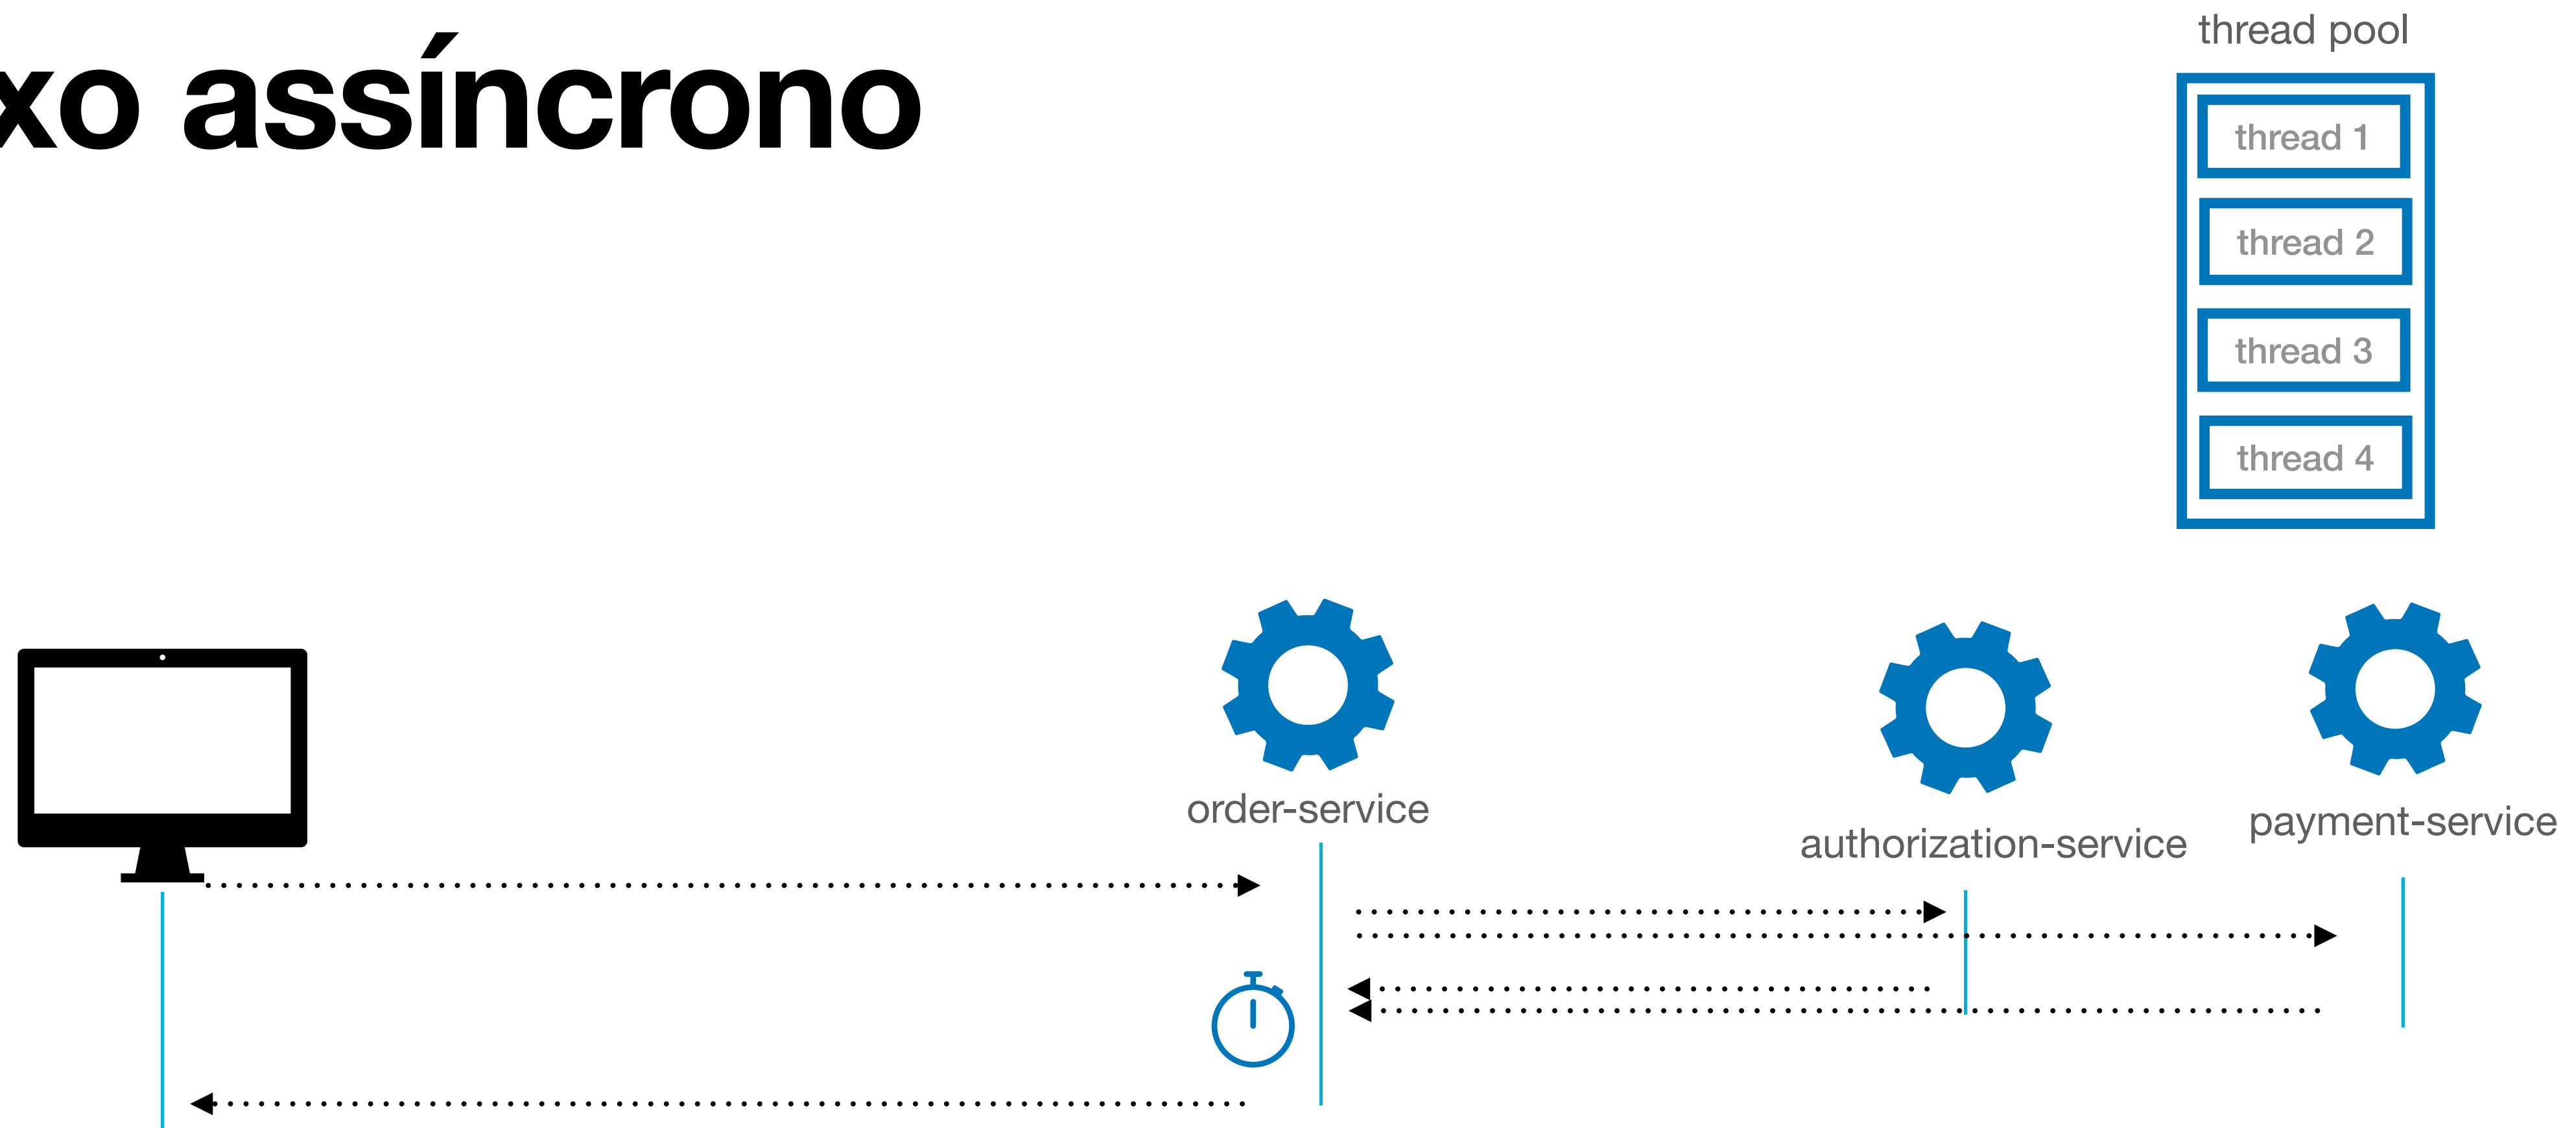 xo assíncrono
thread pool
thread 1
thread 2
thread 3
thread 4
order-service
authorization-service
payment-service